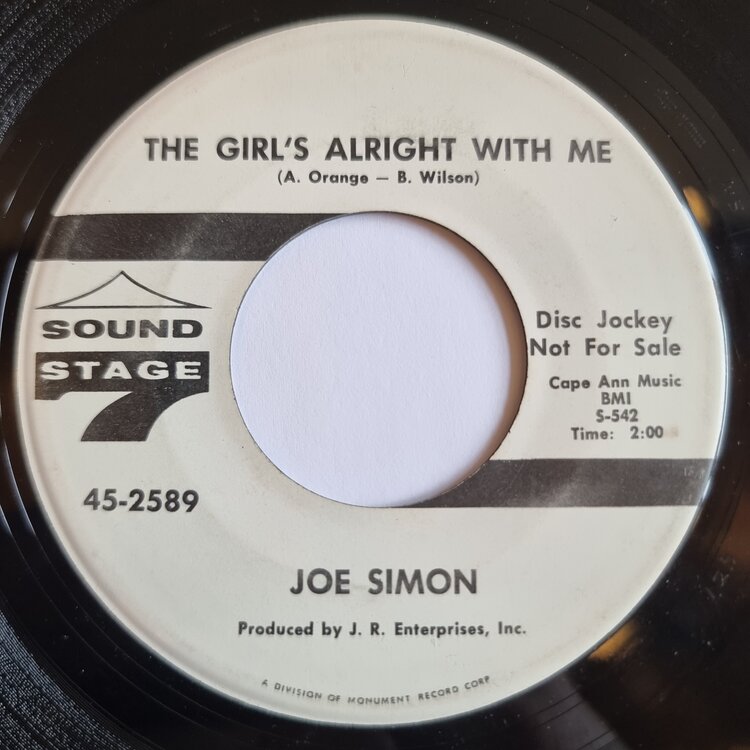 THE GIRL'S ALRIGHT WITH ME
(A. Orange — B. Wilson)
SOUND
STAGE
7
Disc Jockey
Not For Sale
Cape Ann Music
BMI
S-542
Time: 2:00
45-2589
JOE SIMON
Produced by J. R. Enterprises, Inc.
A DIVISION OF MONUMENT RECORD CORP